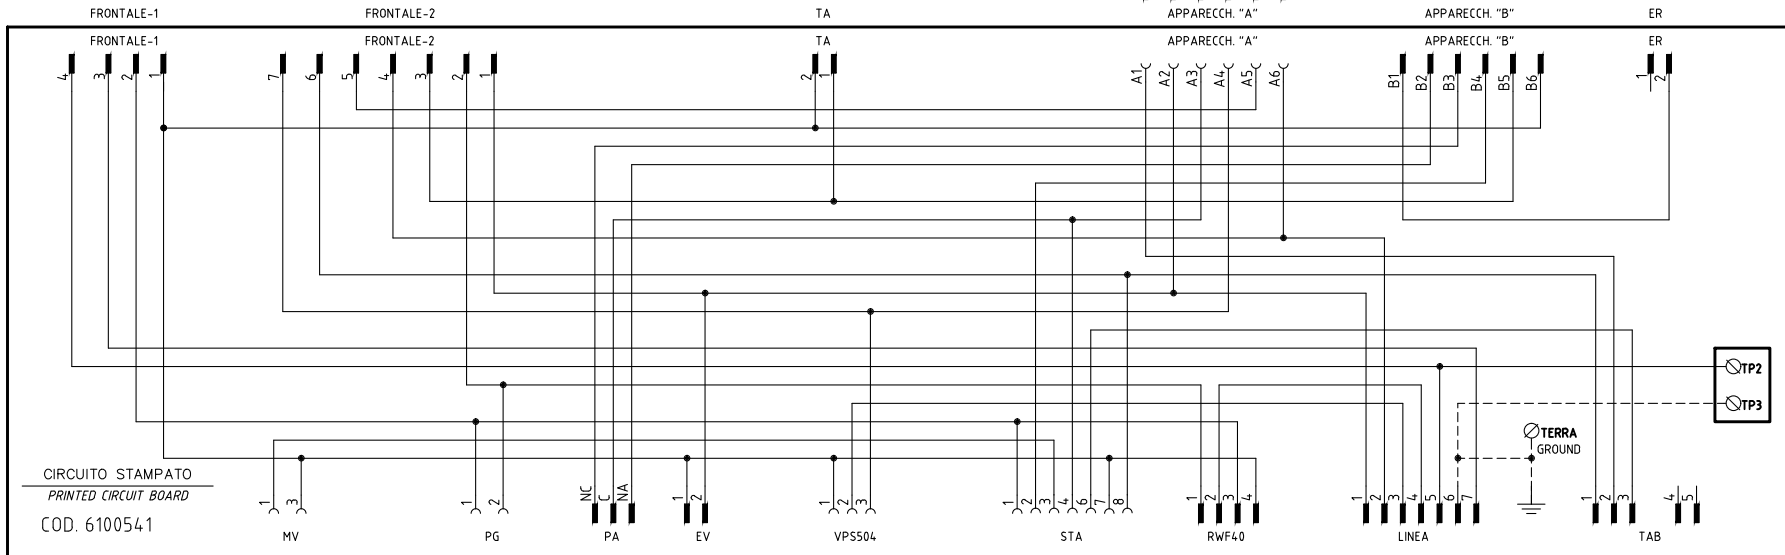 FRONTALE-1 FRONTALE-2 TA APPARECCH. "A" APPARECCH. "B" ER
FRONTALE-1 FRONTALE-2 TA APPARECCH. "A" APPARECCH. "B" ER
4 3 2 1 7 6 5 4 3 2 1 2 1 A1 A2 A3 A4 A5 A6 B1 B2 B3 B4 B5 B6 1 2
TP2
TP3
TERRA
GROUND
CIRCUITO STAMPATO
PRINTED CIRCUIT BOARD
COD. 6100541
1 3 1 2 NC C NA 1 2 1 2 3 1 2 3 4 6 7 8 1 2 3 4 1 2 3 4 5 6 7 1 2 3 4 5
MV PG PA EV VPS504 STA RWF40 LINEA TAB